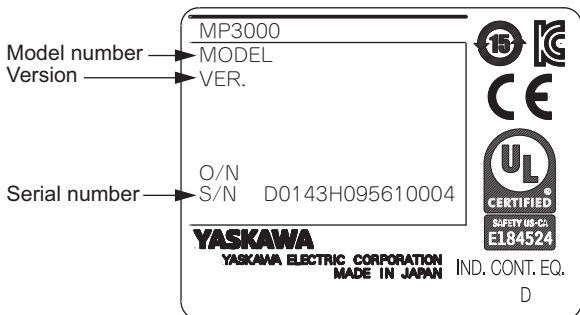 MP3000
Model number MODEL
Version VER.
O/N
Serial number S/N D0143H095610004
YASKAWA
YASKAWA ELECTRIC CORPORATION
MADE IN JAPAN
15
CE
UL
®
CERTIFIED
SAFETY US-CA
E184524
IND. CONT. EQ.
D